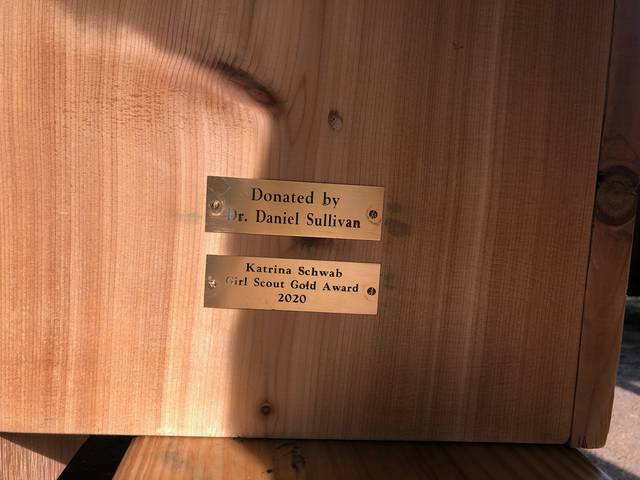 Donated by
Dr. Daniel Sullivan
Katrina Schwab
Girl Scout Gold Award
2020